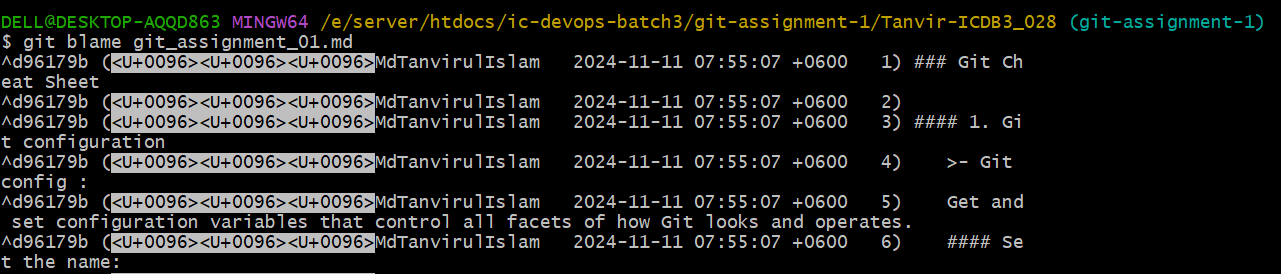 DELL@DESKTOP-AQQD863 MINGW64 /e/server/htdocs/ic-devops-batch3/git-assignment-1/Tanvir-ICDB3_028 (git-assignment-1)
$ git blame git_assignment_01.md
^d96179b (<U+0096><U+0096><U+0096>MdTanvirulIslam   2024-11-11 07:55:07 +0600   1) ### Git Ch
eat Sheet
^d96179b (<U+0096><U+0096><U+0096>MdTanvirulIslam   2024-11-11 07:55:07 +0600   2)
^d96179b (<U+0096><U+0096><U+0096>MdTanvirulIslam   2024-11-11 07:55:07 +0600   3) #### 1. Gi
t configuration
^d96179b (<U+0096><U+0096><U+0096>MdTanvirulIslam   2024-11-11 07:55:07 +0600   4)    >- Git 
config :
^d96179b (<U+0096><U+0096><U+0096>MdTanvirulIslam   2024-11-11 07:55:07 +0600   5)    Get and
 set configuration variables that control all facets of how Git looks and operates.
^d96179b (<U+0096><U+0096><U+0096>MdTanvirulIslam   2024-11-11 07:55:07 +0600   6)    #### Se
t the name: